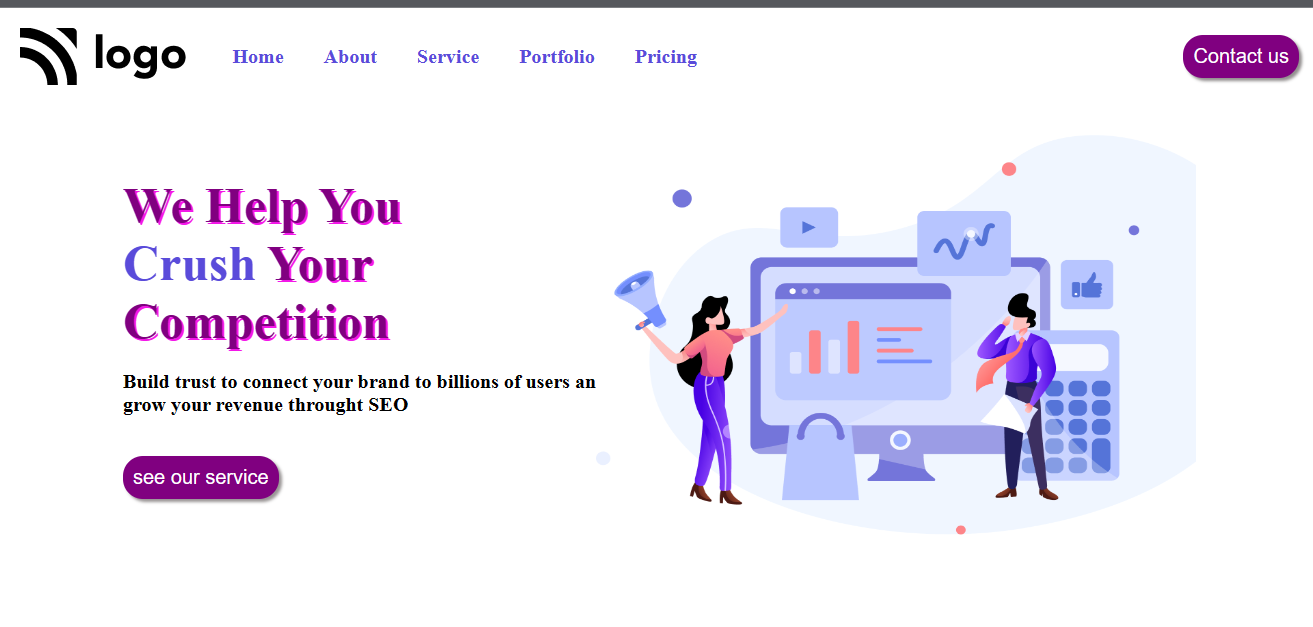 logo
Home About Service Portfolio Pricing
Contact us
We Help You
Crush Your
Competition
Build trust to connect your brand to billions of users an
grow your revenue throught SEO
see our service